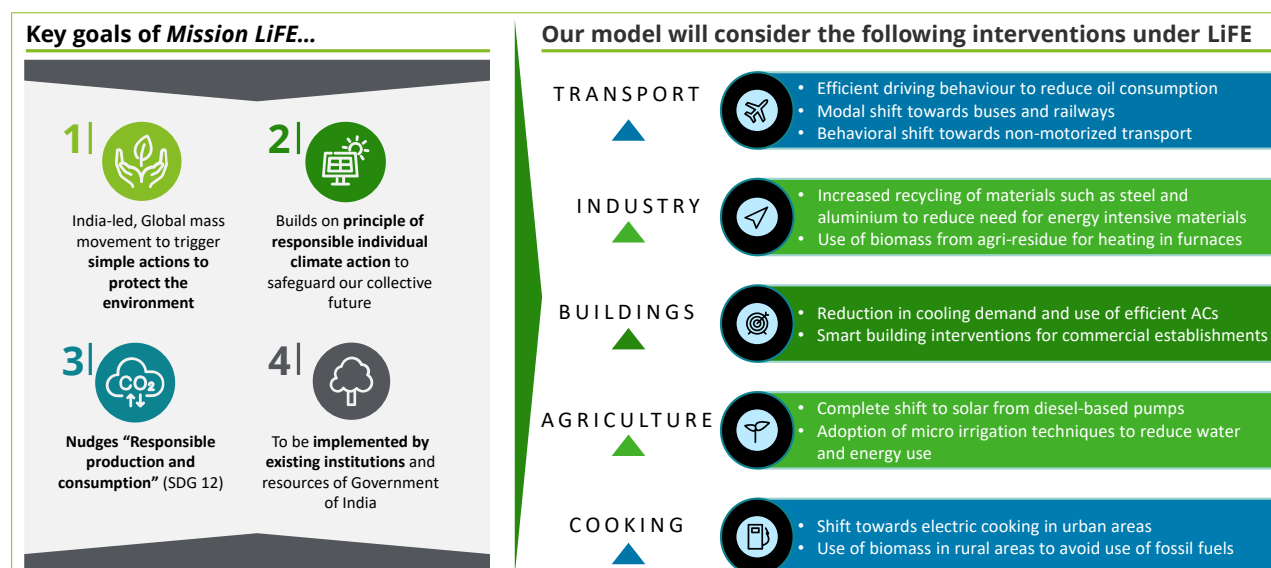 Key goals of Mission LiFE...
1|
India-led, Global mass
movement to trigger
simple actions to
protect the
environment
2|
Builds on principle of
responsible individual
climate action to
safeguard our collective
future
3|
CO₂
Nudges “Responsible
production and
consumption” (SDG 12)
4|
To be implemented by
existing institutions and
resources of Government
of India
Our model will consider the following interventions under LiFE
TRANSPORT
• Efficient driving behaviour to reduce oil consumption
• Modal shift towards buses and railways
• Behavioral shift towards non-motorized transport
INDUSTRY
• Increased recycling of materials such as steel and
aluminium to reduce need for energy intensive materials
• Use of biomass from agri-residue for heating in furnaces
BUILDINGS
• Reduction in cooling demand and use of efficient ACs
• Smart building interventions for commercial establishments
AGRICULTURE
• Complete shift to solar from diesel-based pumps
• Adoption of micro irrigation techniques to reduce water
and energy use
COOKING
• Shift towards electric cooking in urban areas
• Use of biomass in rural areas to avoid use of fossil fuels